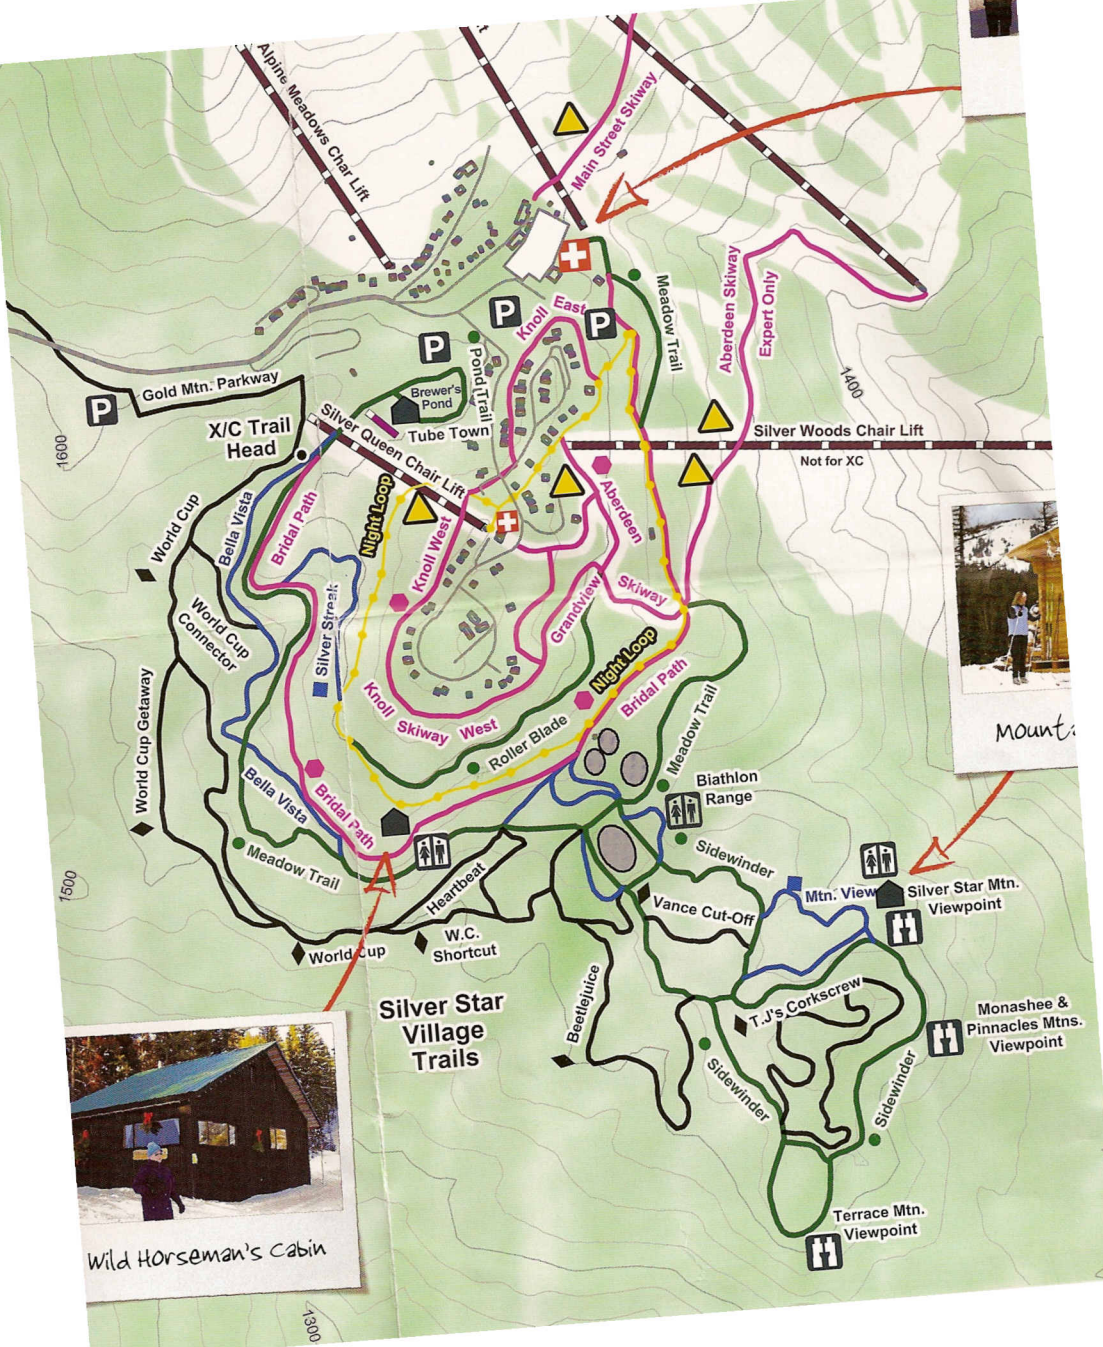 Alpine Meadows Char Lift
Main Street Skiway
Meadow Trail
Aberdeen Skiway
Expert Only
Knoll East
P
P
P
P
Pond Trail
Brewer's
Pond
Tube Town
Gold Mtn. Parkway
X/C Trail
Head
Silver Queen Chair Lift
Silver Woods Chair Lift
Not for XC
1400
1600
World Cup
Bella Vista
Bridal Path
Night Loop
Knoll West
Aberdeen
Skiway
Grandview
World Cup
Connector
Silver Streak
Night Loop
Bridal Path
Knoll Skiway West
Roller Blade
Meadow Trail
World Cup Getaway
Bella Vista
Bridal Path
Meadow Trail
Biathlon
Range
Sidewinder
Mtn. View
Silver Star Mtn.
Viewpoint
Vance Cut-Off
Heartbeat
W.C.
Shortcut
World Cup
1500
Beetlejuice
T.J's Corkscrew
Monashee &
Pinnacles Mtns.
Viewpoint
Sidewinder
Sidewinder
Terrace Mtn.
Viewpoint
Silver Star
Village
Trails
Wild Horseman's Cabin
1300